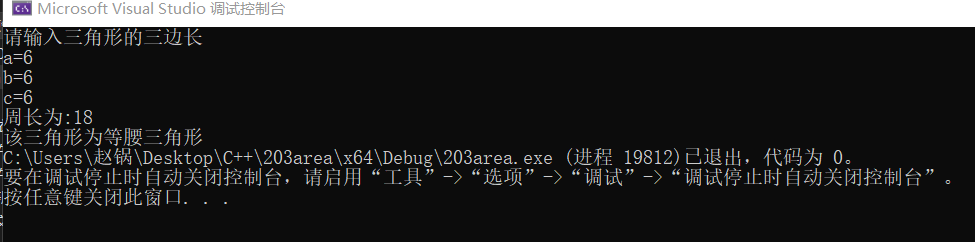 Microsoft Visual Studio 调试控制台
请输入三角形的三边长
a=6
b=6
c=6
周长为:18
该三角形为等腰三角形
C:\Users\赵锅\Desktop\C++\203area\x64\Debug\203area.exe (进程 19812)已退出，代码为 0。
要在调试停止时自动关闭控制台，请启用“工具”->“选项”->“调试”->“调试停止时自动关闭控制台”。
按任意键关闭此窗口. . .